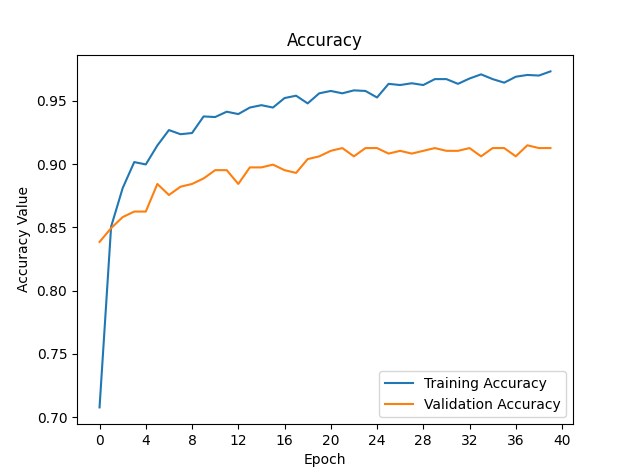 Accuracy
Accuracy Value
0.95
0.90
0.85
0.80
0.75
0.70
0 4 8 12 16 20 24 28 32 36 40
Epoch
Training Accuracy
Validation Accuracy